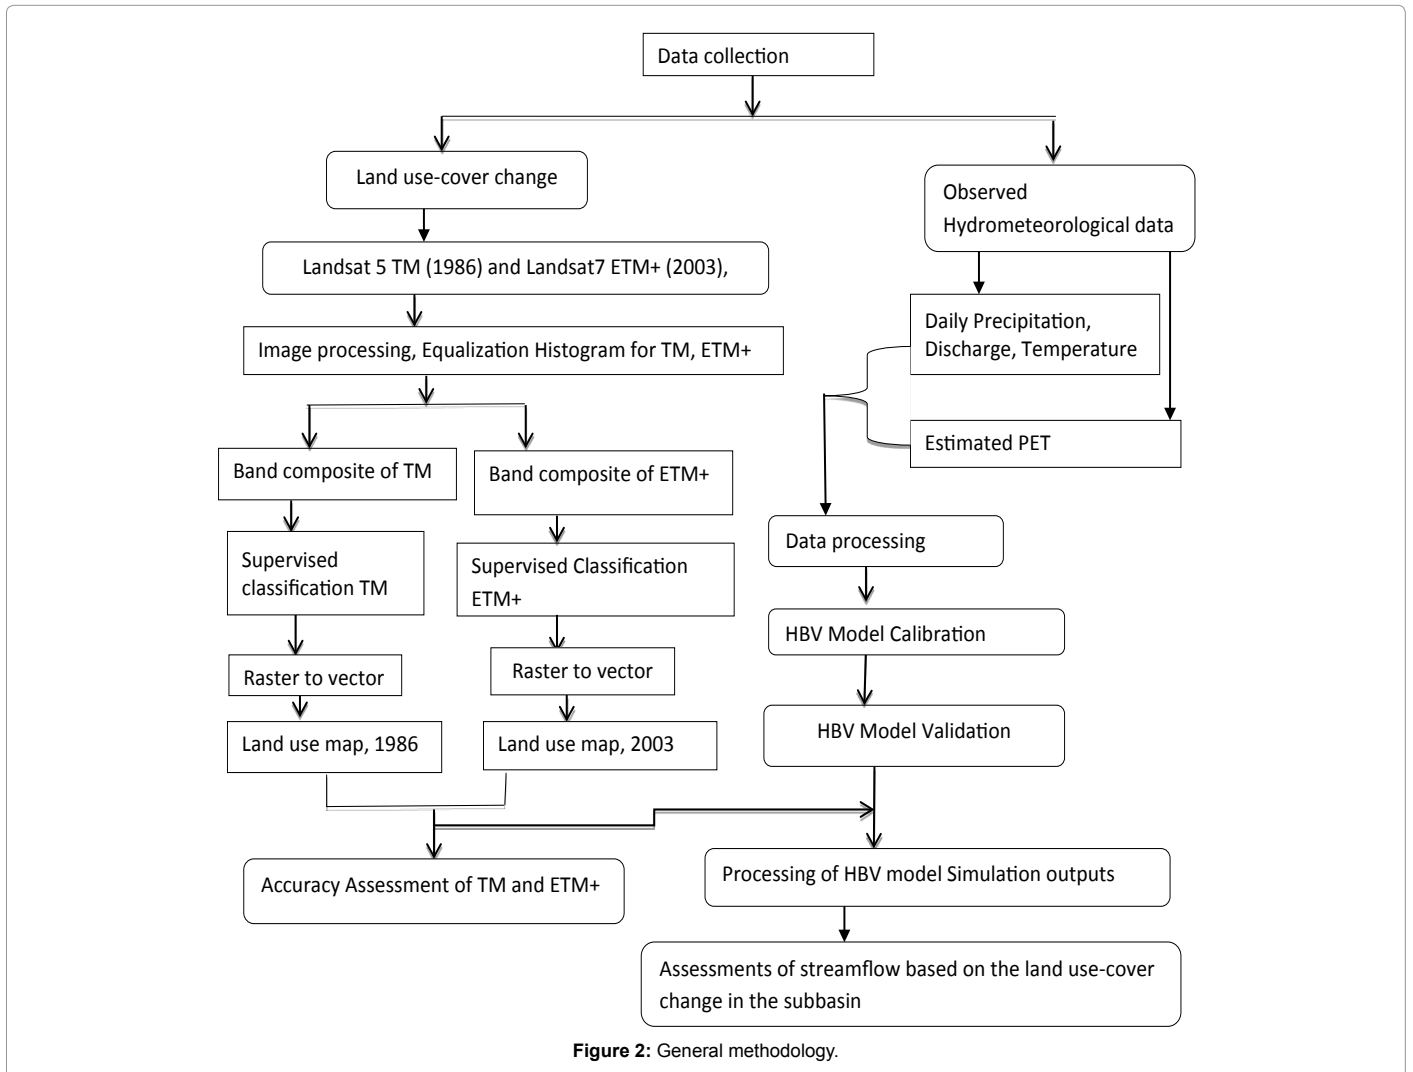 Data collection
Land use-cover change
Observed
Hydrometeorological data
Landsat 5 TM (1986) and Landsat7 ETM+ (2003),
Daily Precipitation,
Discharge, Temperature
Image processing, Equalization Histogram for TM, ETM+
Estimated PET
Band composite of TM
Band composite of ETM+
Data processing
Supervised
classification TM
Supervised Classification
ETM+
HBV Model Calibration
Raster to vector
Raster to vector
HBV Model Validation
Land use map, 1986
Land use map, 2003
Accuracy Assessment of TM and ETM+
Processing of HBV model Simulation outputs
Assessments of streamflow based on the land use-cover
change in the subbasin
Figure 2: General methodology.